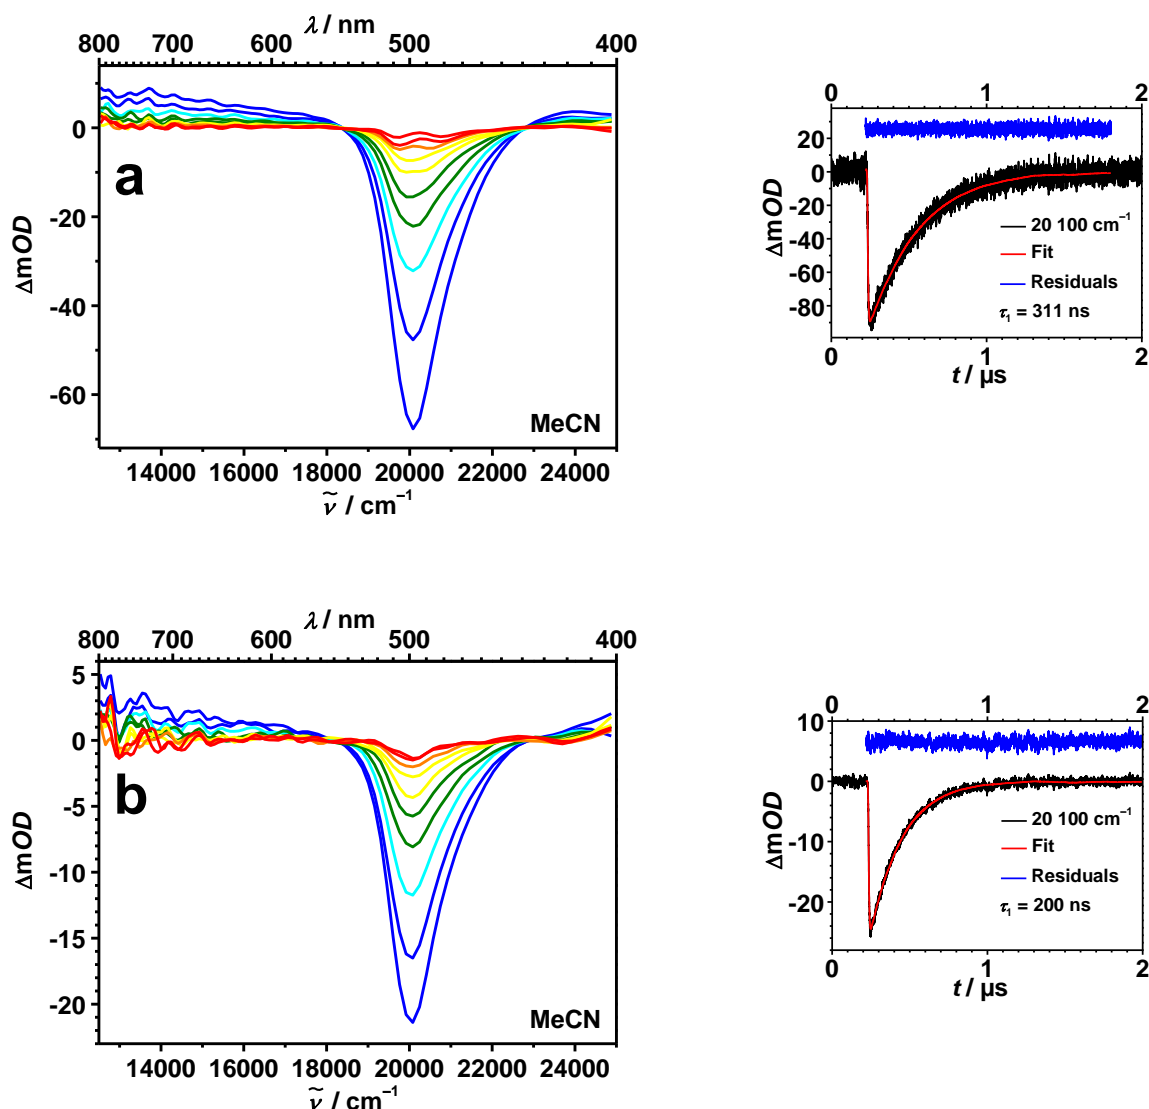 λ / nm
800 700 600 500 400
0
-20
-40
-60
ΔmOD
a
MeCN
14000 16000 18000 20000 22000 24000
ν̃ / cm⁻¹
0 1 2
20
0
-20
-40
-60
-80
ΔmOD
20 100 cm⁻¹
Fit
Residuals
τ₁ = 311 ns
0 1 2
t / µs
λ / nm
800 700 600 500 400
5
0
-5
-10
-15
-20
ΔmOD
b
MeCN
14000 16000 18000 20000 22000 24000
ν̃ / cm⁻¹
0 1 2
10
0
-10
-20
ΔmOD
20 100 cm⁻¹
Fit
Residuals
τ₁ = 200 ns
0 1 2
t / µs